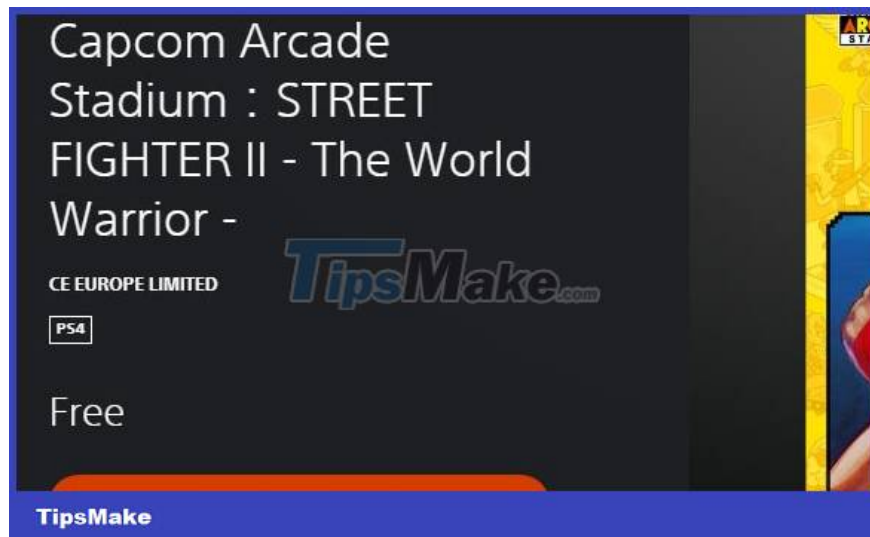 Capcom Arcade
Stadium : STREET
FIGHTER II - The World
Warrior -
CE EUROPE LIMITED
TipsMake.com
PS4
Free
TipsMake